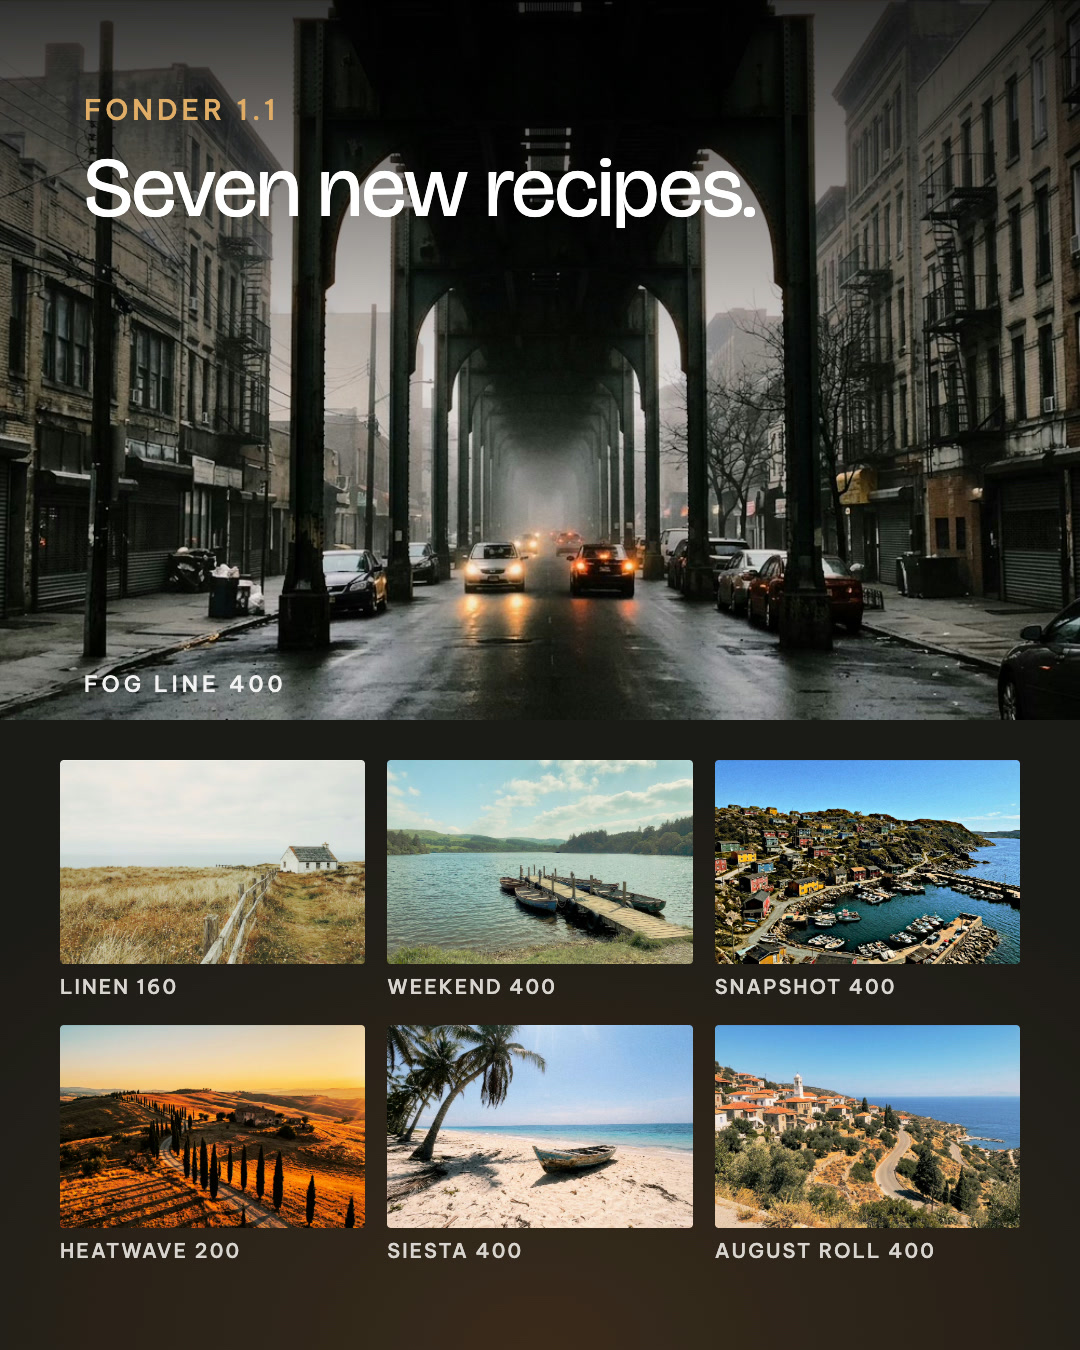 FONDER 1.1
Seven new recipes.
FOG LINE 400
LINEN 160
WEEKEND 400
SNAPSHOT 400
HEATWAVE 200
SIESTA 400
AUGUST ROLL 400